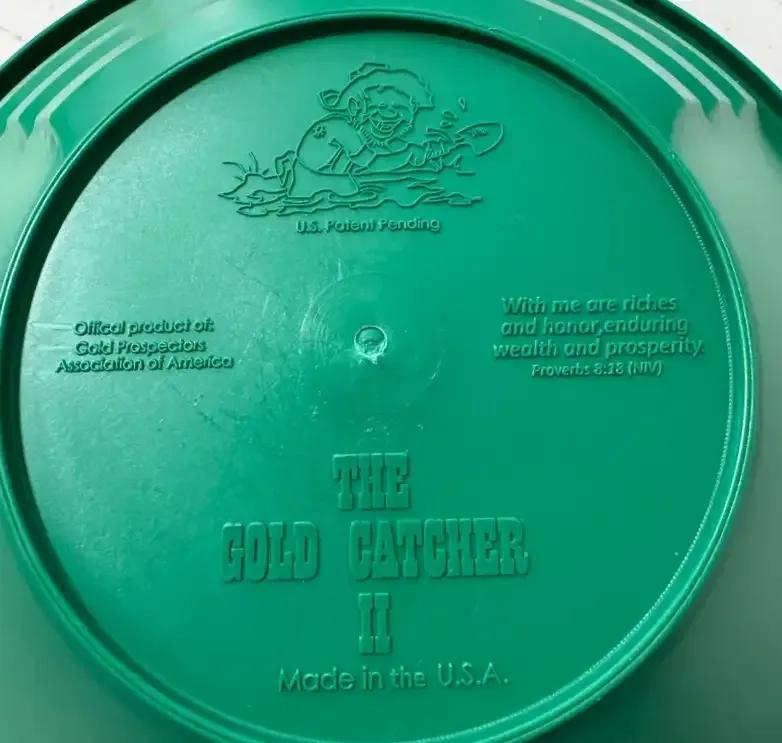 U.S. Patent Pending
Offical product of:
Gold Prospectors
Association of America
With me are riches
and honor,enduring
wealth and prosperity.
Proverbs 8:18 (NIV)
THE
GOLD CATCHER
II
Made in the U.S.A.